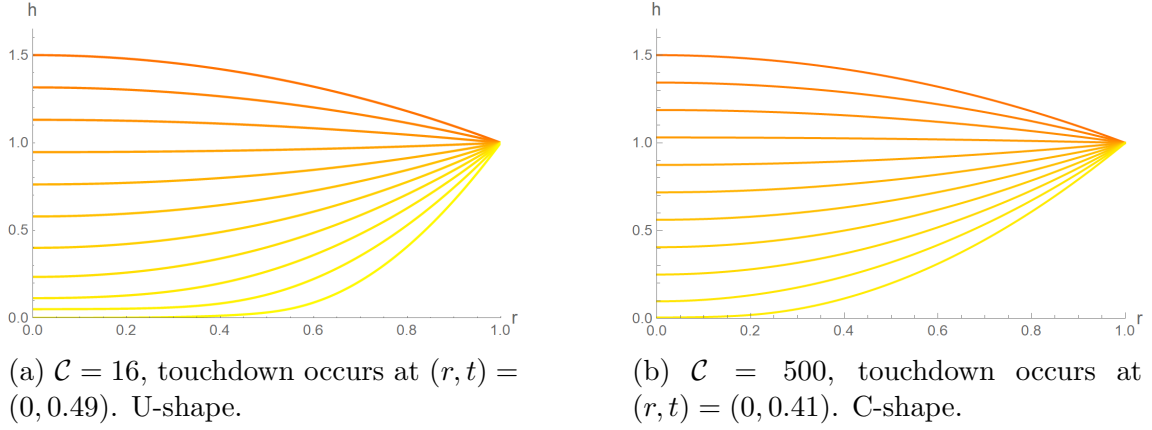 h
1.5
1.0
0.5
0.0
0.0 0.2 0.4 0.6 0.8 1.0 r
(a) 𝒞 = 16, touchdown occurs at (r, t) =
(0, 0.49). U-shape.
h
1.5
1.0
0.5
0.0
0.0 0.2 0.4 0.6 0.8 1.0 r
(b) 𝒞 = 500, touchdown occurs at
(r, t) = (0, 0.41). C-shape.